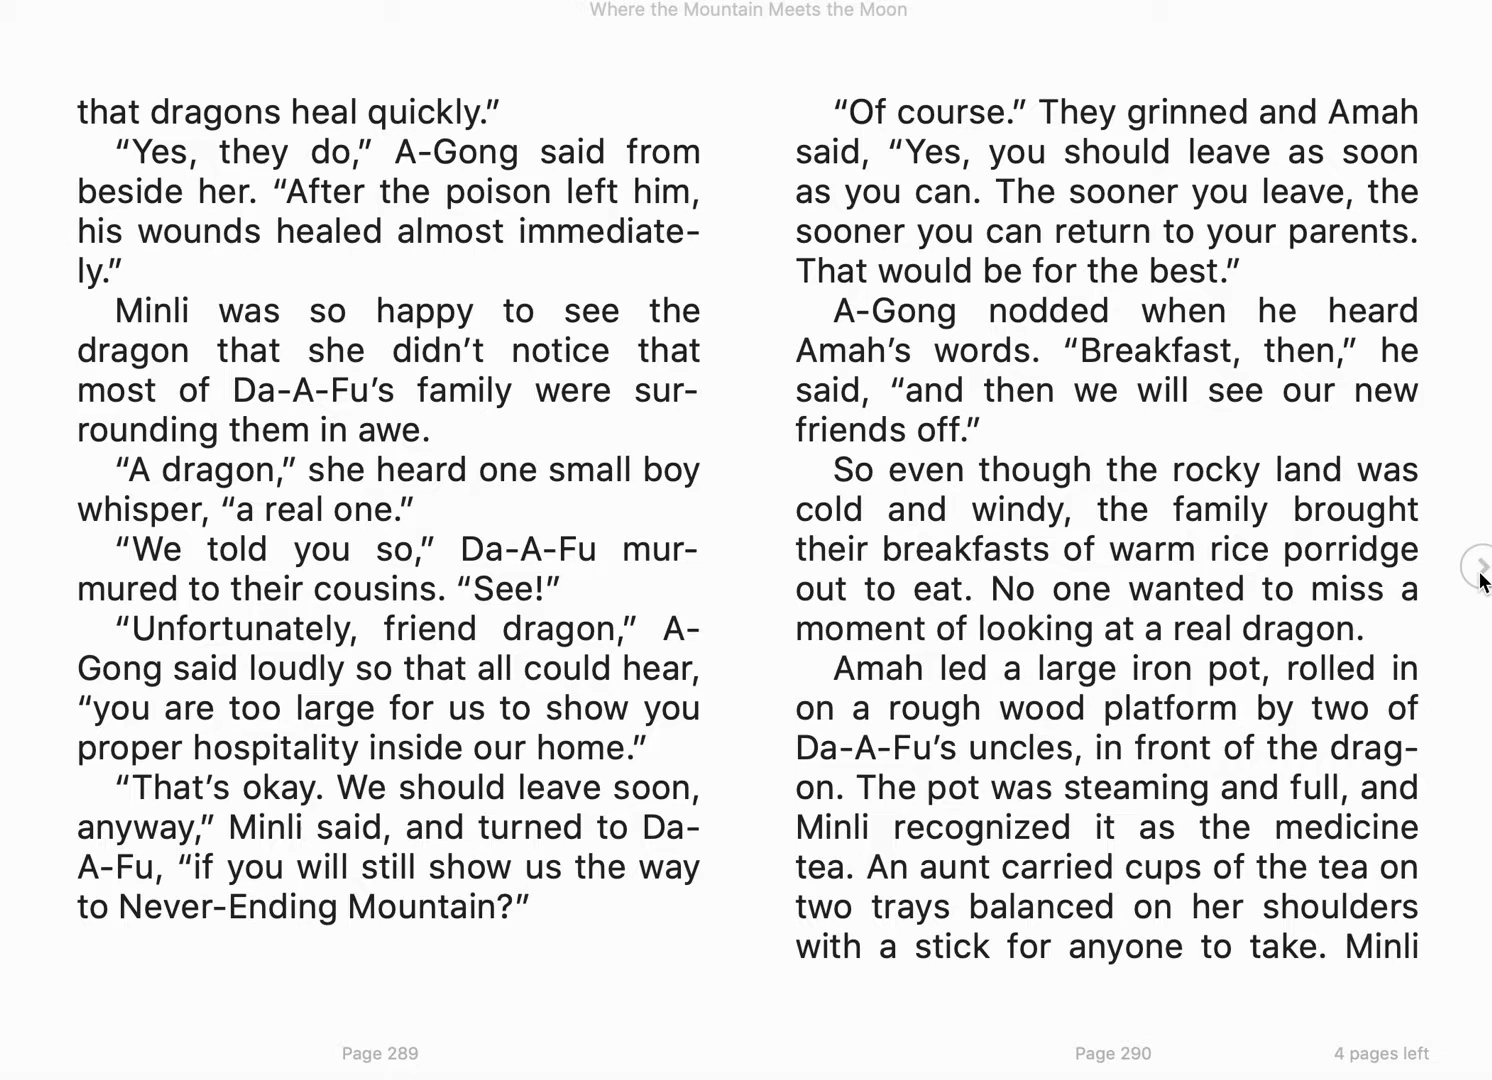 Where the Mountain Meets the Moon
that dragons heal quickly.”
“Yes, they do,” A-Gong said from
beside her. “After the poison left him,
his wounds healed almost immediate-
ly.”
Minli was so happy to see the
dragon that she didn’t notice that
most of Da-A-Fu’s family were sur-
rounding them in awe.
“A dragon,” she heard one small boy
whisper, “a real one.”
“We told you so,” Da-A-Fu mur-
mured to their cousins. “See!”
“Unfortunately, friend dragon,” A-
Gong said loudly so that all could hear,
“you are too large for us to show you
proper hospitality inside our home.”
“That’s okay. We should leave soon,
anyway,” Minli said, and turned to Da-
A-Fu, “if you will still show us the way
to Never-Ending Mountain?”
“Of course.” They grinned and Amah
said, “Yes, you should leave as soon
as you can. The sooner you leave, the
sooner you can return to your parents.
That would be for the best.”
A-Gong nodded when he heard
Amah’s words. “Breakfast, then,” he
said, “and then we will see our new
friends off.”
So even though the rocky land was
cold and windy, the family brought
their breakfasts of warm rice porridge
out to eat. No one wanted to miss a
moment of looking at a real dragon.
Amah led a large iron pot, rolled in
on a rough wood platform by two of
Da-A-Fu’s uncles, in front of the drag-
on. The pot was steaming and full, and
Minli recognized it as the medicine
tea. An aunt carried cups of the tea on
two trays balanced on her shoulders
with a stick for anyone to take. Minli
Page 289
Page 290
4 pages left